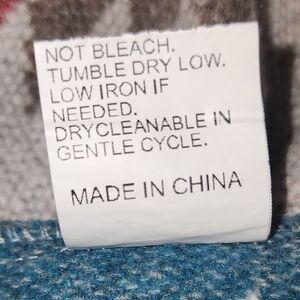 NOT BLEACH.
TUMBLE DRY LOW.
LOW IRON IF
NEEDED.
DRYCLEANABLE IN
GENTLE CYCLE.
MADE IN CHINA